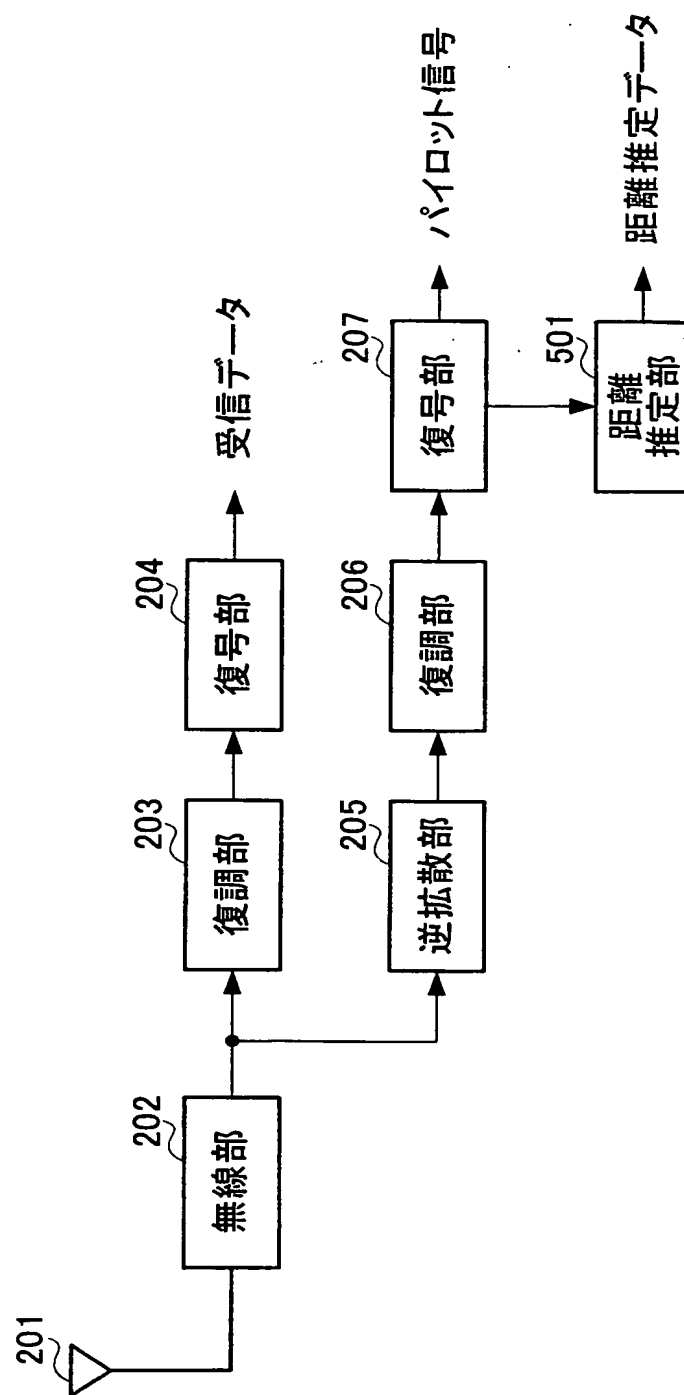 201
202
無線部
203
復調部
204
復号部
受信データ
205
逆拡散部
206
復調部
207
復号部
パイロット信号
501
距離
推定部
距離推定データ